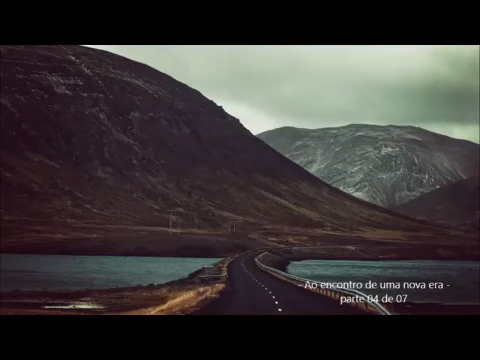 - Ao encontro de uma nova era -
parte 04 de 07